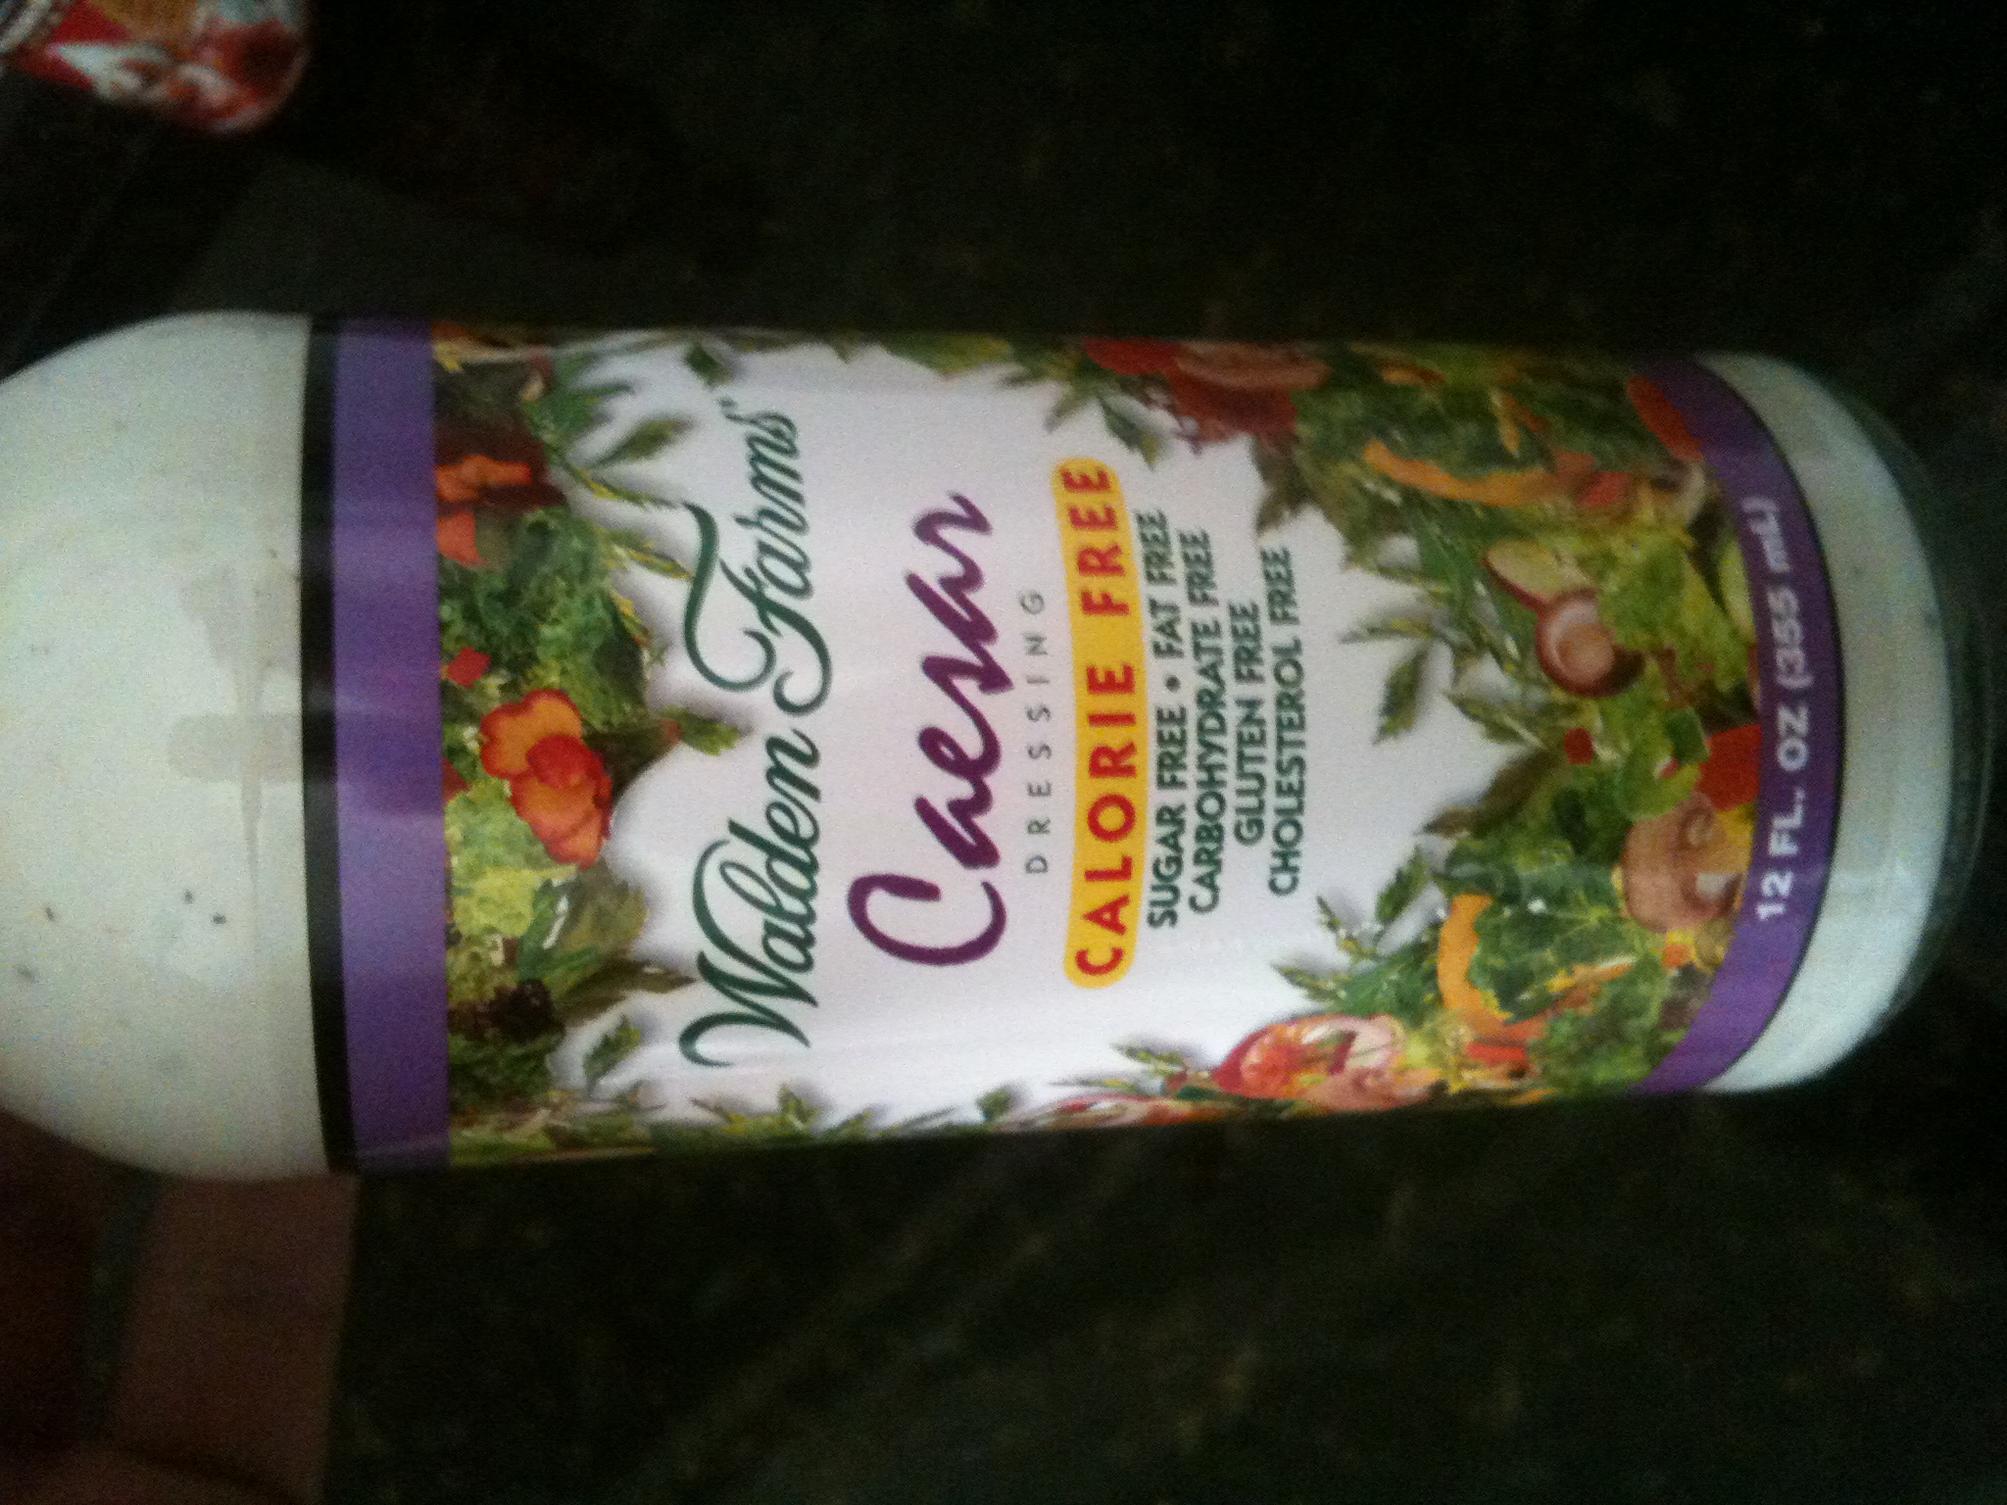 Walden Farms
Caesar
DRESSING
CALORIE FREE
SUGAR FREE • FAT FREE
CARBOHYDRATE FREE
GLUTEN FREE
CHOLESTEROL FREE
12 FL. OZ (355 mL)